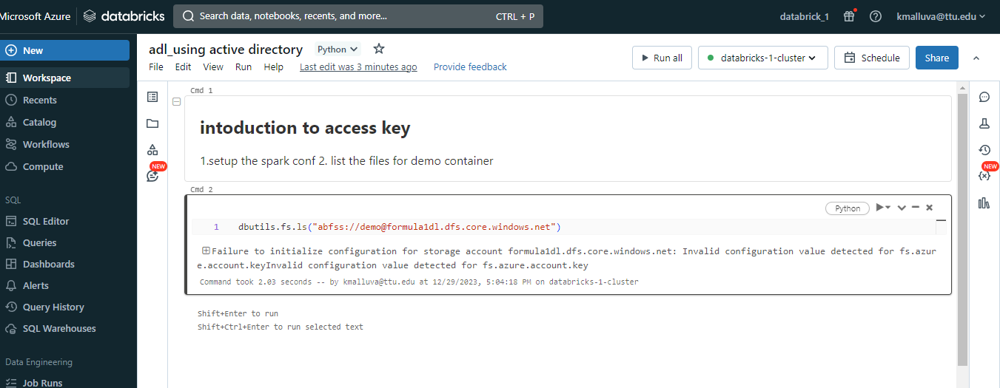 Microsoft Azure databricks Search data, notebooks, recents, and more... CTRL + P databrick_1 kmalluva@ttu.edu
New
Workspace
Recents
Catalog
Workflows
Compute
SQL
SQL Editor
Queries
Dashboards
Alerts
Query History
SQL Warehouses
Data Engineering
Job Runs
adl_using active directory Python
File Edit View Run Help Last edit was 3 minutes ago Provide feedback
Run all databricks-1-cluster Schedule Share
NEW
Cmd 1
intoduction to access key
1.setup the spark conf 2. list the files for demo container
Cmd 2
Python
1 dbutils.fs.ls("abfss://demo@formula1dl.dfs.core.windows.net")
Failure to initialize configuration for storage account formula1dl.dfs.core.windows.net: Invalid configuration value detected for fs.azur
e.account.keyInvalid configuration value detected for fs.azure.account.key
Command took 2.03 seconds -- by kmalluva@ttu.edu at 12/29/2023, 5:04:18 PM on databricks-1-cluster
Shift+Enter to run
Shift+Ctrl+Enter to run selected text
NEW